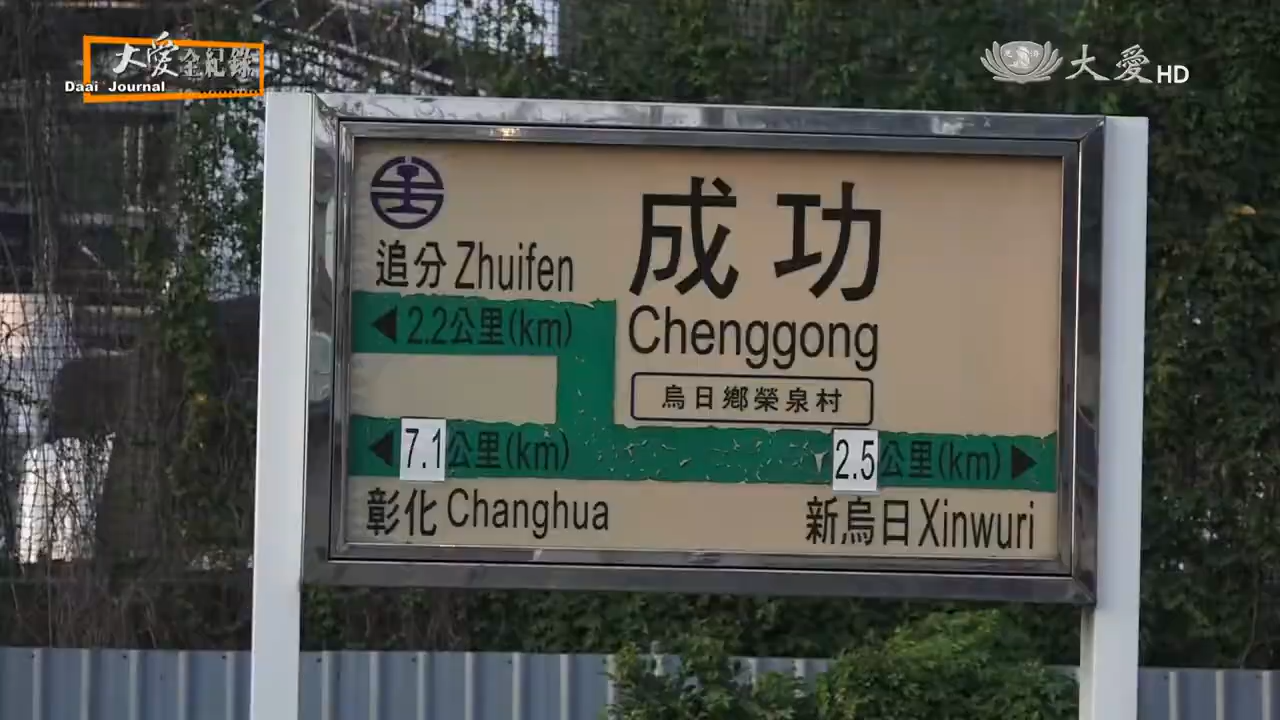 大愛全紀錄
Daai Journal
大愛HD
成功
Chenggong
烏日鄉榮泉村
追分 Zhuifen
◀2.2公里(km)
◀7.1公里(km)
彰化 Changhua
2.5公里(km)▶
新烏日 Xinwuri